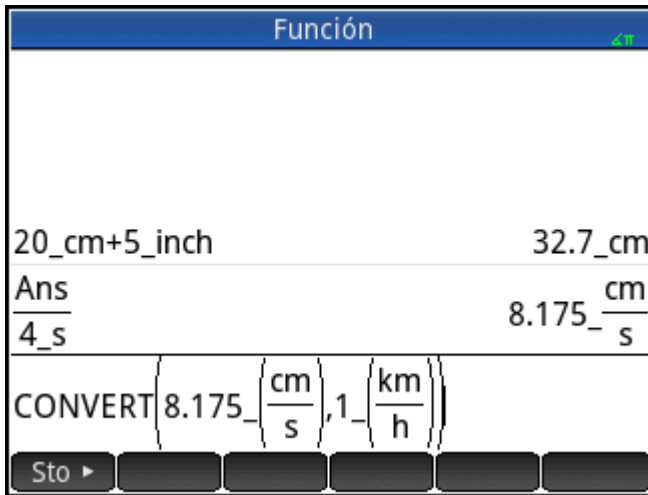 Función
∡π
20_cm+5_inch 32.7_cm
Ans/4_s 8.175_cm/s
CONVERT(8.175_(cm/s),1_(km/h))
Sto ▶